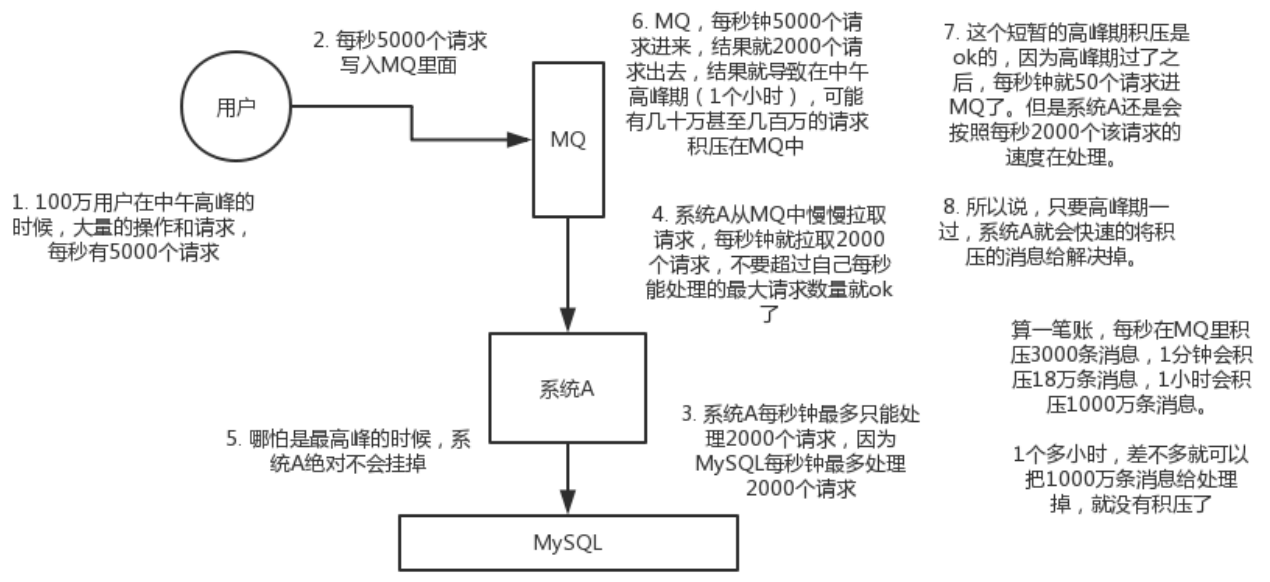 2. 每秒5000个请求
写入MQ里面
用户
MQ
1. 100万用户在中午高峰的
时候，大量的操作和请求，
每秒有5000个请求
6. MQ，每秒钟5000个请
求进来，结果就2000个请
求出去，结果就导致在中午
高峰期（1个小时），可能
有几十万甚至几百万的请求
积压在MQ中
7. 这个短暂的高峰期积压是
ok的，因为高峰期过了之
后，每秒钟就50个请求进
MQ了。但是系统A还是会
按照每秒2000个该请求的
速度在处理。
4. 系统A从MQ中慢慢拉取
请求，每秒钟就拉取2000
个请求，不要超过自己每秒
能处理的最大请求数量就ok
了
8. 所以说，只要高峰期一
过，系统A就会快速的将积
压的消息给解决掉。
系统A
算一笔账，每秒在MQ里积
压3000条消息，1分钟会积
压18万条消息，1小时会积
压1000万条消息。
5. 哪怕是最高峰的时候，系
统A绝对不会挂掉
3. 系统A每秒钟最多只能处
理2000个请求，因为
MySQL每秒钟最多处理
2000个请求
1个多小时，差不多就可以
把1000万条消息给处理
掉，就没有积压了
MySQL